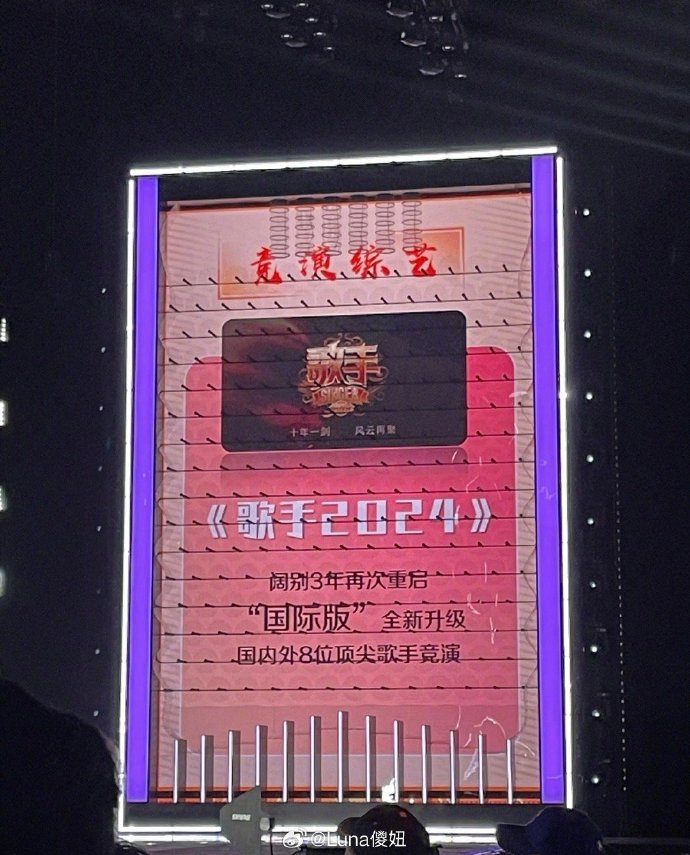 竞演综艺
歌手
SINGER
十年一剑 风云再聚
《歌手2024》
阔别3年再次重启
“国际版” 全新升级
国内外8位顶尖歌手竞演
@Luna傻妞